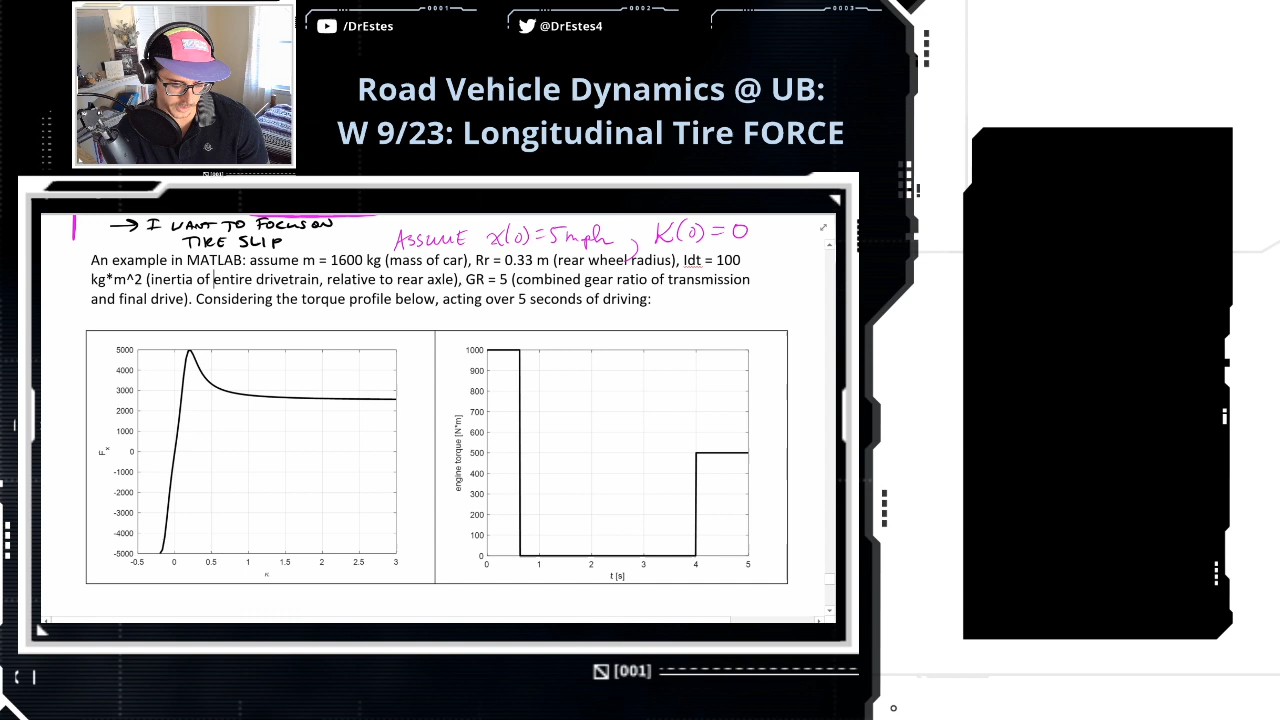 0001
0002
0003
/DrEstes
@DrEstes4
Road Vehicle Dynamics @ UB:
W 9/23: Longitudinal Tire FORCE
[001]
→ I WANT TO FOCUS ON
TIRE SLIP
ASSUME x(0)=5mph, K(0)=0
An example in MATLAB: assume m = 1600 kg (mass of car), Rr = 0.33 m (rear wheel radius), Idt = 100
kg*m^2 (inertia of entire drivetrain, relative to rear axle), GR = 5 (combined gear ratio of transmission
and final drive). Considering the torque profile below, acting over 5 seconds of driving:
5000
4000
3000
2000
1000
0
-1000
-2000
-3000
-4000
-5000
-0.5 0 0.5 1 1.5 2 2.5 3
Fx
κ
1000
900
800
700
600
500
400
300
200
100
0
0 1 2 3 4 5
engine torque [N*m]
t [s]
[001]